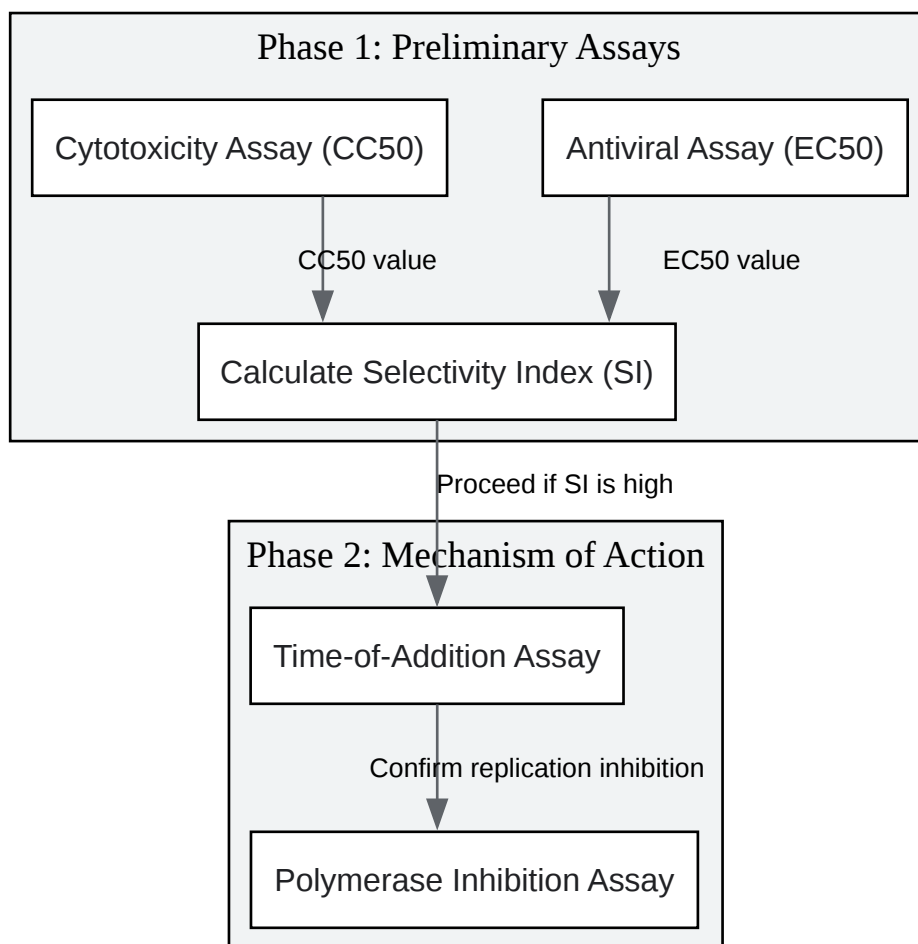 Phase 1: Preliminary Assays
Cytotoxicity Assay (CC50)
Antiviral Assay (EC50)
CC50 value
EC50 value
Calculate Selectivity Index (SI)
Proceed if SI is high
Phase 2: Mechanism of Action
Time-of-Addition Assay
Confirm replication inhibition
Polymerase Inhibition Assay